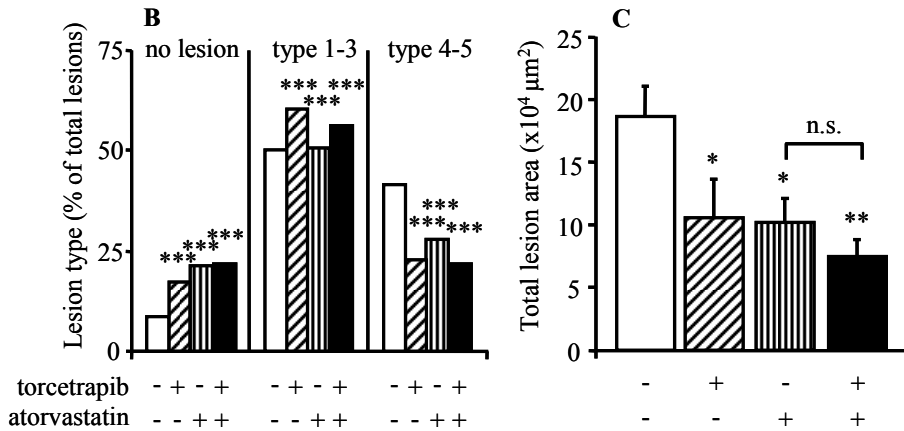 B
no lesion type 1-3 type 4-5
Lesion type (% of total lesions)
75
50
25
0
*** *** ***
*** *** *** ***
*** *** ***
torcetrapib - + - + - + - + - + - +
atorvastatin - - + + - - + + - - + +
C
Total lesion area (x10⁴ µm²)
25
20
15
10
5
0
n.s.
* * **
- + - +
- - + +